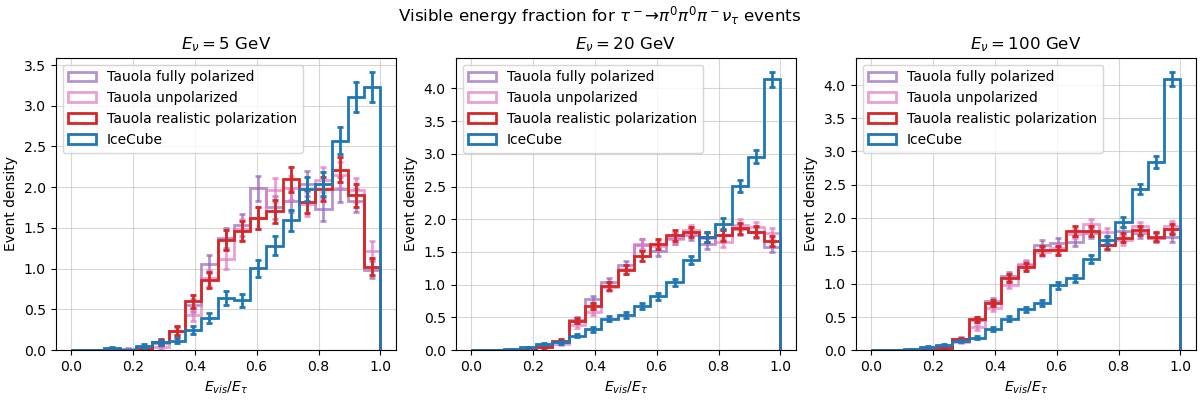 Visible energy fraction for τ⁻→π⁰π⁰π⁻ν_τ events
E_ν = 5 GeV
Tauola fully polarized
Tauola unpolarized
Tauola realistic polarization
IceCube
Event density
3.5
3.0
2.5
2.0
1.5
1.0
0.5
0.0
0.0 0.2 0.4 0.6 0.8 1.0
E_vis/E_τ
E_ν = 20 GeV
Tauola fully polarized
Tauola unpolarized
Tauola realistic polarization
IceCube
Event density
4.0
3.5
3.0
2.5
2.0
1.5
1.0
0.5
0.0
0.0 0.2 0.4 0.6 0.8 1.0
E_vis/E_τ
E_ν = 100 GeV
Tauola fully polarized
Tauola unpolarized
Tauola realistic polarization
IceCube
Event density
4.0
3.5
3.0
2.5
2.0
1.5
1.0
0.5
0.0
0.0 0.2 0.4 0.6 0.8 1.0
E_vis/E_τ